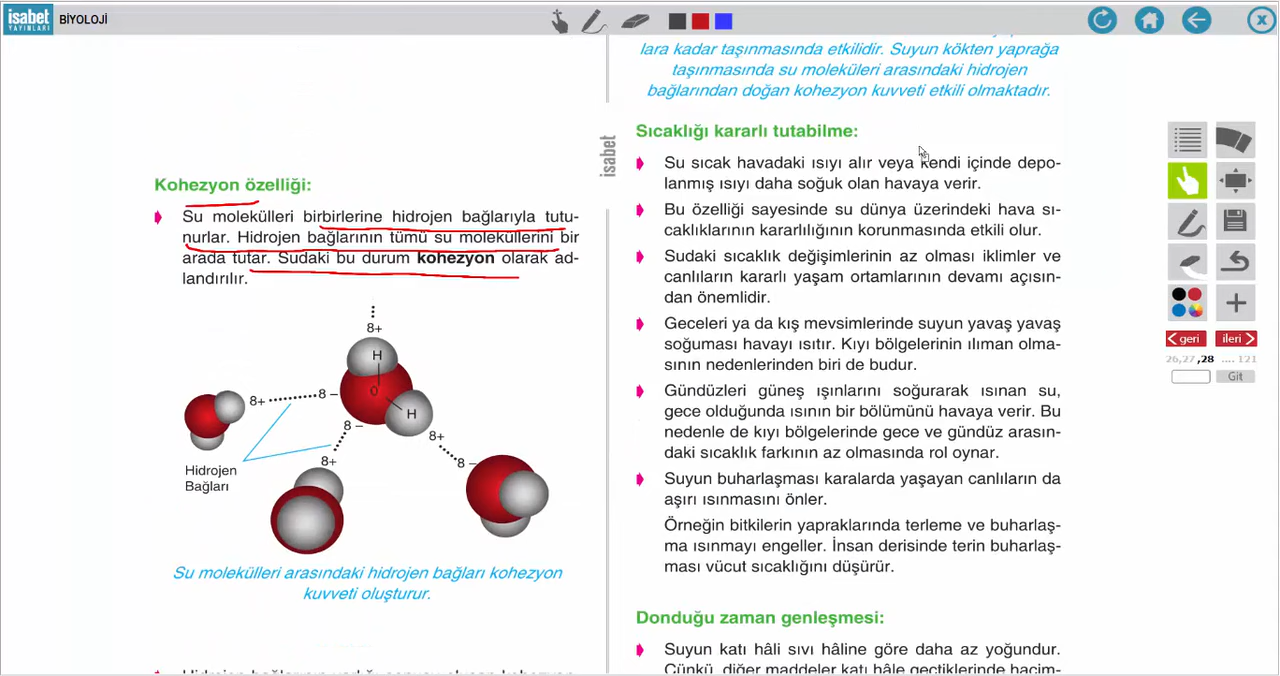 isabet
YAYINLARI
BİYOLOJİ
Kohezyon özelliği:
Su molekülleri birbirlerine hidrojen bağlarıyla tutu-
nurlar. Hidrojen bağlarının tümü su moleküllerini bir
arada tutar. Sudaki bu durum kohezyon olarak ad-
landırılır.
8+
H
8+
8 –
O
H
8 –
8+
8+
8 –
Hidrojen
Bağları
Su molekülleri arasındaki hidrojen bağları kohezyon
kuvveti oluşturur.
isabet
lara kadar taşınmasında etkilidir. Suyun kökten yaprağa
taşınmasında su moleküleri arasındaki hidrojen
bağlarından doğan kohezyon kuvveti etkili olmaktadır.
Sıcaklığı kararlı tutabilme:
Su sıcak havadaki ısıyı alır veya kendi içinde depo-
lanmış ısıyı daha soğuk olan havaya verir.
Bu özelliği sayesinde su dünya üzerindeki hava sı-
caklıklarının kararlılığının korunmasında etkili olur.
Sudaki sıcaklık değişimlerinin az olması iklimler ve
canlıların kararlı yaşam ortamlarının devamı açısın-
dan önemlidir.
Geceleri ya da kış mevsimlerinde suyun yavaş yavaş
soğuması havayı ısıtır. Kıyı bölgelerinin ılıman olma-
sının nedenlerinden biri de budur.
Gündüzleri güneş ışınlarını soğurarak ısınan su,
gece olduğunda ısının bir bölümünü havaya verir. Bu
nedenle de kıyı bölgelerinde gece ve gündüz arasın-
daki sıcaklık farkının az olmasında rol oynar.
Suyun buharlaşması karalarda yaşayan canlıların da
aşırı ısınmasını önler.
Örneğin bitkilerin yapraklarında terleme ve buharlaş-
ma ısınmayı engeller. İnsan derisinde terin buharlaş-
ması vücut sıcaklığını düşürür.
Donduğu zaman genleşmesi:
Suyun katı hâli sıvı hâline göre daha az yoğundur.
Çünkü, diğer maddeler katı hâle geçtiklerinde hacim-
geri
ileri
26,27,28 .... 121
Git